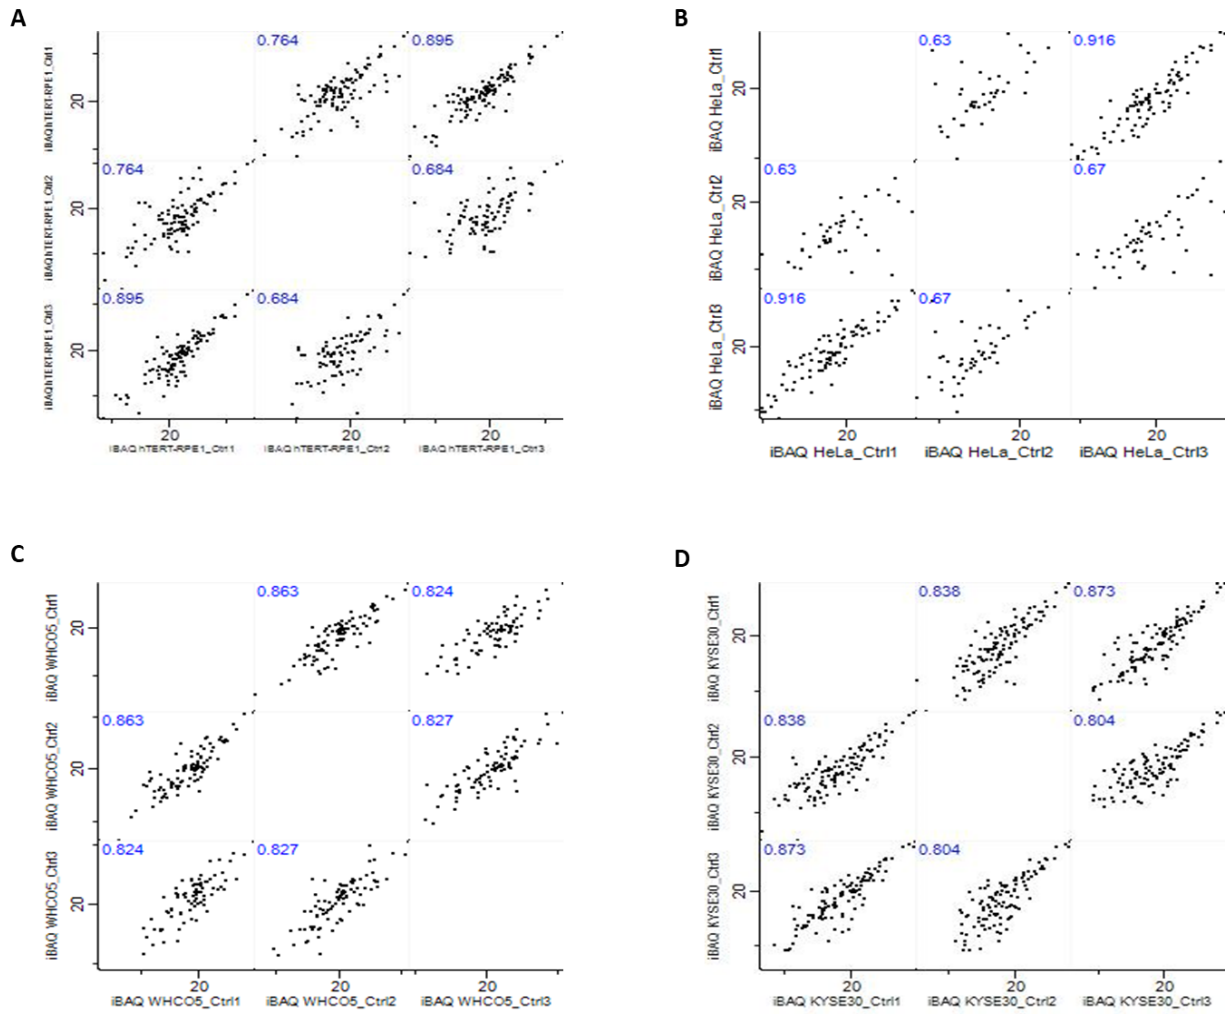 A
0.764
0.895
iBAQ hTERT-RPE1_Ctrl1
20
0.764
0.684
iBAQ hTERT-RPE1_Ctrl2
20
0.895
0.684
iBAQ hTERT-RPE1_Ctrl3
20
20
20
20
iBAQ hTERT-RPE1_Ctrl1
iBAQ hTERT-RPE1_Ctrl2
iBAQ hTERT-RPE1_Ctrl3
B
0.63
0.916
iBAQ HeLa_Ctrl1
20
0.63
0.67
iBAQ HeLa_Ctrl2
20
0.916
0.67
iBAQ HeLa_Ctrl3
20
20
20
20
iBAQ HeLa_Ctrl1
iBAQ HeLa_Ctrl2
iBAQ HeLa_Ctrl3
C
0.863
0.824
iBAQ WHCO5_Ctrl1
20
0.863
0.827
iBAQ WHCO5_Ctrl2
20
0.824
0.827
iBAQ WHCO5_Ctrl3
20
20
20
20
iBAQ WHCO5_Ctrl1
iBAQ WHCO5_Ctrl2
iBAQ WHCO5_Ctrl3
D
0.838
0.873
iBAQ KYSE30_Ctrl1
20
0.838
0.804
iBAQ KYSE30_Ctrl2
20
0.873
0.804
iBAQ KYSE30_Ctrl3
20
20
20
20
iBAQ KYSE30_Ctrl1
iBAQ KYSE30_Ctrl2
iBAQ KYSE30_Ctrl3